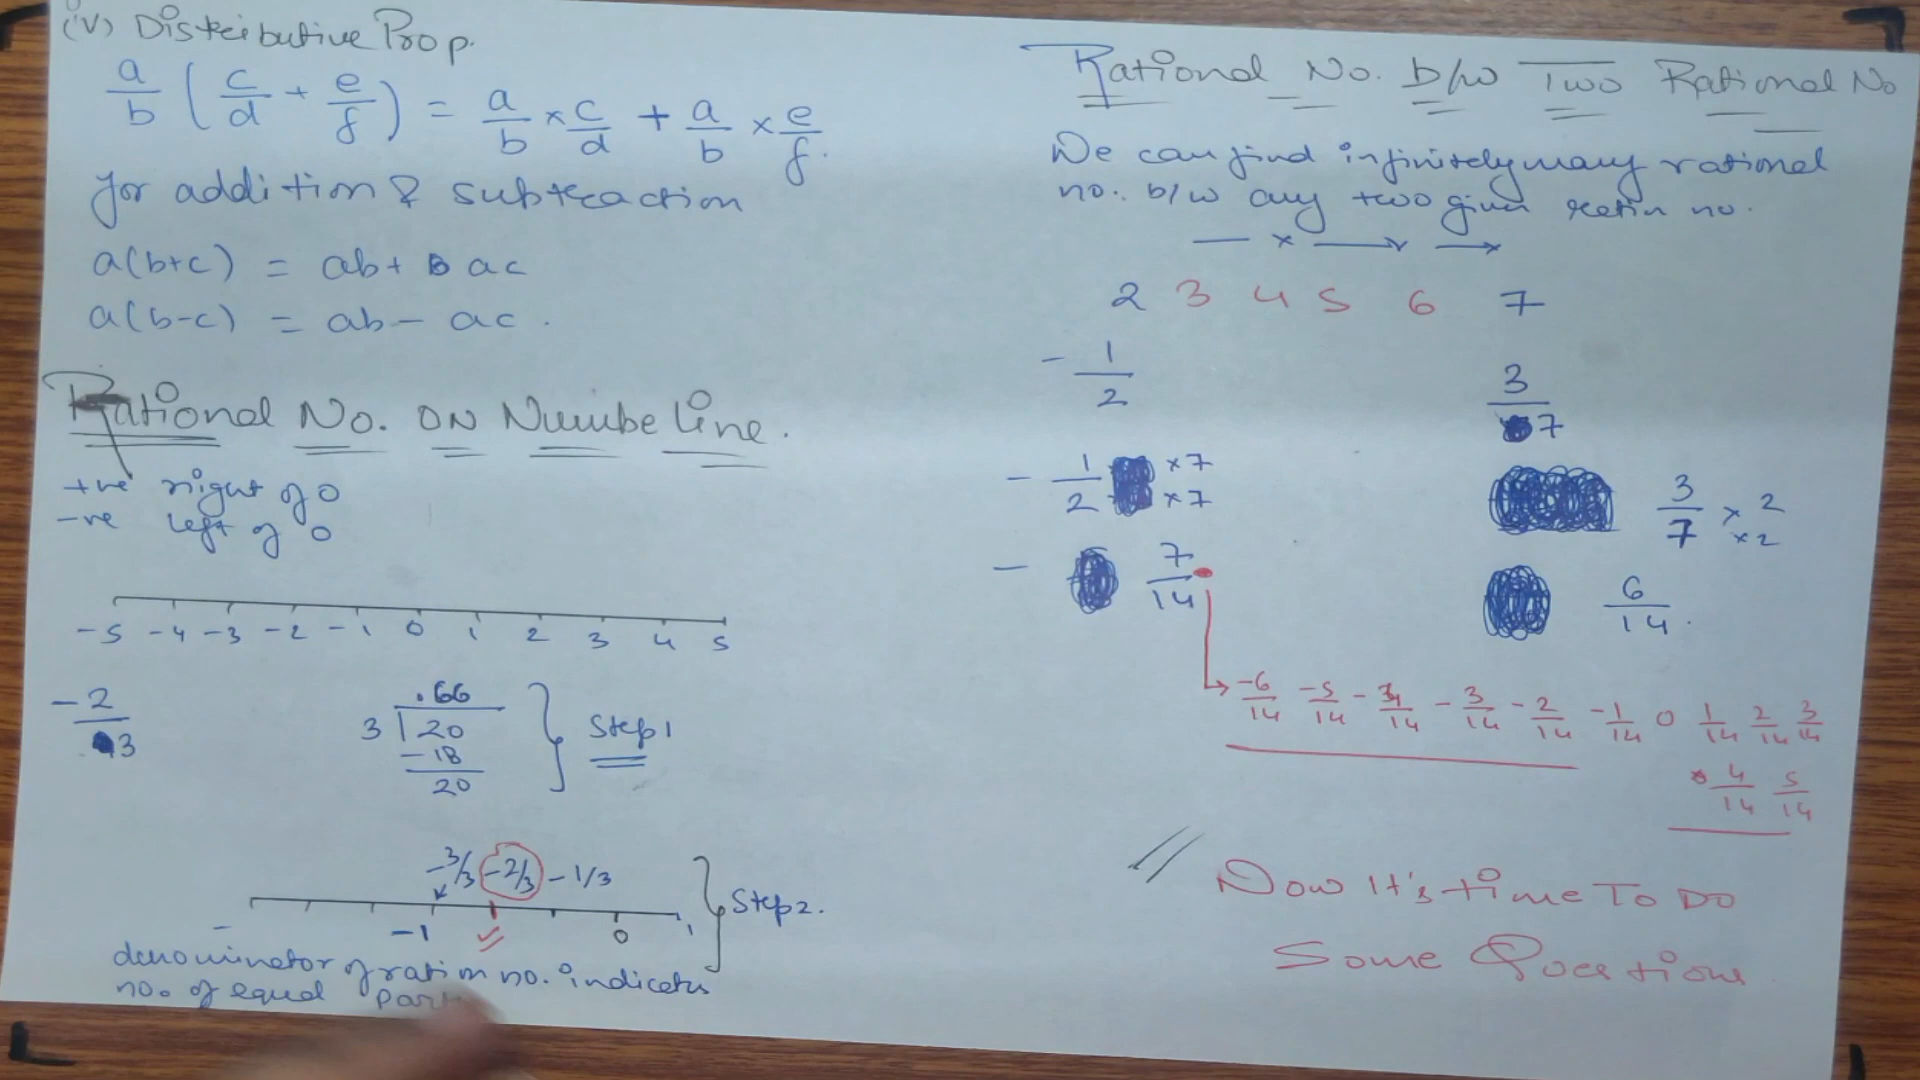 (iv) Distributive Prop.
a/b ( c/d + e/f ) = a/b × c/d + a/b × e/f.
for addition & subtraction
a(b+c) = ab + ac
a(b-c) = ab - ac.
Rational No. ON Numbe line.
+ve right of 0
-ve left of 0
-5 -4 -3 -2 -1 0 1 2 3 4 5
-2/3
.66
3 | 20
-18
20
Step 1
-3/3 -2/3 -1/3
-1 0 1
Step 2.
denominator of ration no. indicates
no. of equal part
Rational No. b/w Two Rational No
We can find infinitely many rational
no. b/w any two given ration no.
2 3 4 5 6 7
-1/2 3/7
-1/2 ×7 ×7 3/7 ×2 ×2
-7/14 6/14.
-6/14 -5/14 -4/14 -3/14 -2/14 -1/14 0 1/14 2/14 3/14
4/14 5/14
Now It's time To Do
Some Questions